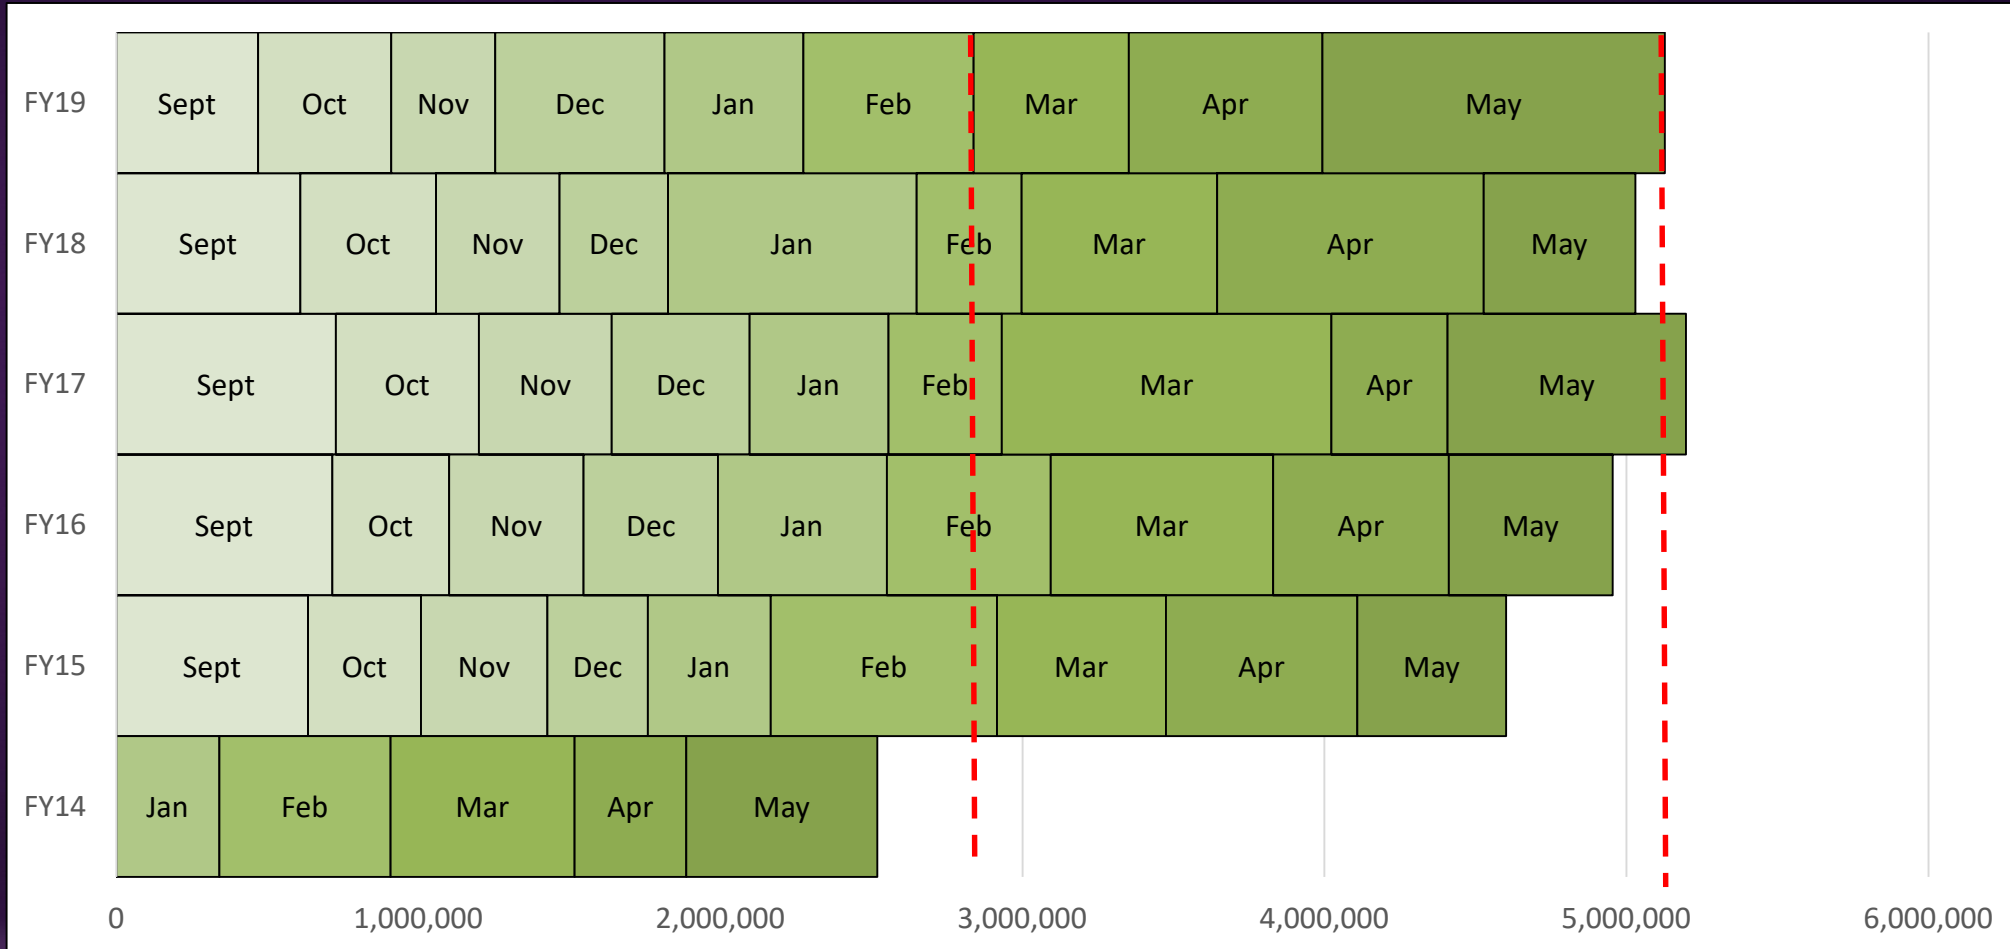 FY19 Sept Oct Nov Dec Jan Feb Mar Apr May
FY18 Sept Oct Nov Dec Jan Feb Mar Apr May
FY17 Sept Oct Nov Dec Jan Feb Mar Apr May
FY16 Sept Oct Nov Dec Jan Feb Mar Apr May
FY15 Sept Oct Nov Dec Jan Feb Mar Apr May
FY14 Jan Feb Mar Apr May
0 1,000,000 2,000,000 3,000,000 4,000,000 5,000,000 6,000,000